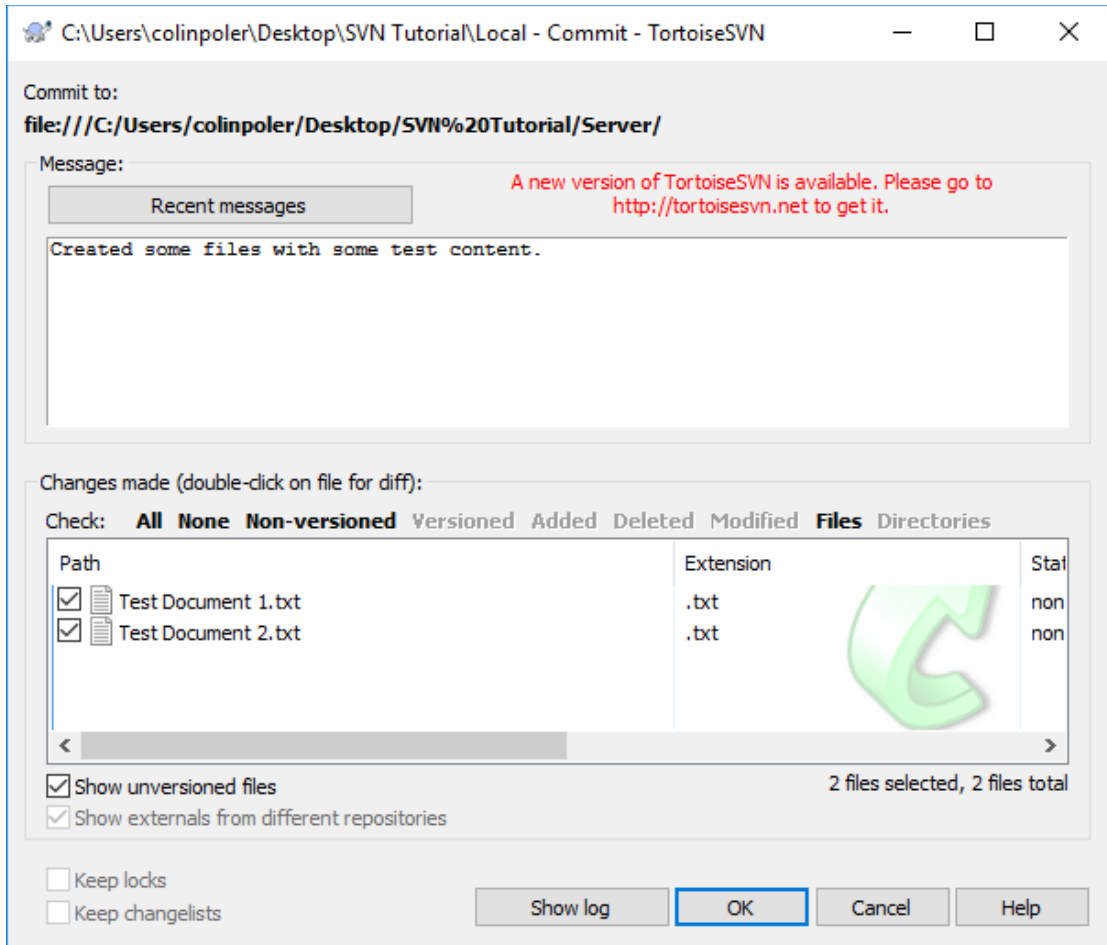 C:\Users\colinpoler\Desktop\SVN Tutorial\Local - Commit - TortoiseSVN
Commit to:
file:///C:/Users/colinpoler/Desktop/SVN%20Tutorial/Server/
Message:
Recent messages
A new version of TortoiseSVN is available. Please go to
http://tortoisesvn.net to get it.
Created some files with some test content.
Changes made (double-click on file for diff):
Check: All None Non-versioned Versioned Added Deleted Modified Files Directories
Path Extension Stat
Test Document 1.txt .txt non
Test Document 2.txt .txt non
Show unversioned files 2 files selected, 2 files total
Show externals from different repositories
Keep locks
Keep changelists
Show log OK Cancel Help